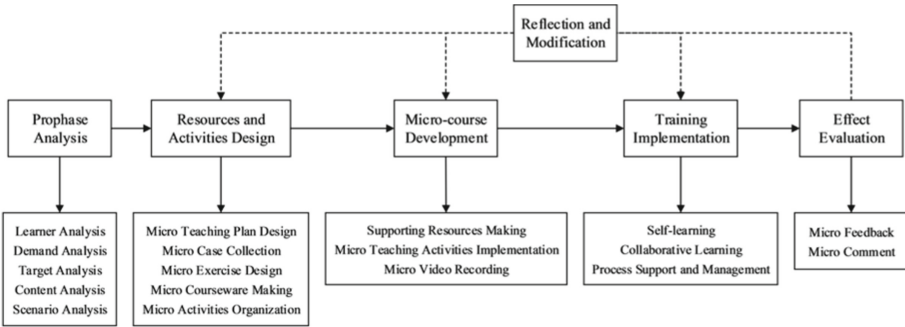 Reflection and
Modification
Prophase
Analysis
Resources and
Activities Design
Micro-course
Development
Training
Implementation
Effect
Evaluation
Learner Analysis
Demand Analysis
Target Analysis
Content Analysis
Scenario Analysis
Micro Teaching Plan Design
Micro Case Collection
Micro Exercise Design
Micro Courseware Making
Micro Activities Organization
Supporting Resources Making
Micro Teaching Activities Implementation
Micro Video Recording
Self-learning
Collaborative Learning
Process Support and Management
Micro Feedback
Micro Comment